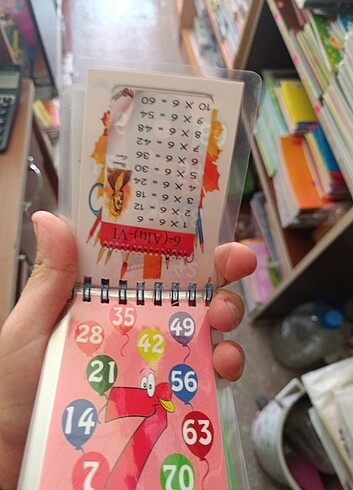 6-(Altı)-VI
1 X 6 = 6
2 X 6 = 12
3 X 6 = 18
4 X 6 = 24
5 X 6 = 30
6 X 6 = 36
7 X 6 = 42
8 X 6 = 48
9 X 6 = 54
10 X 6 = 60
35
49
28
42
21
56
7
14
63
7
70